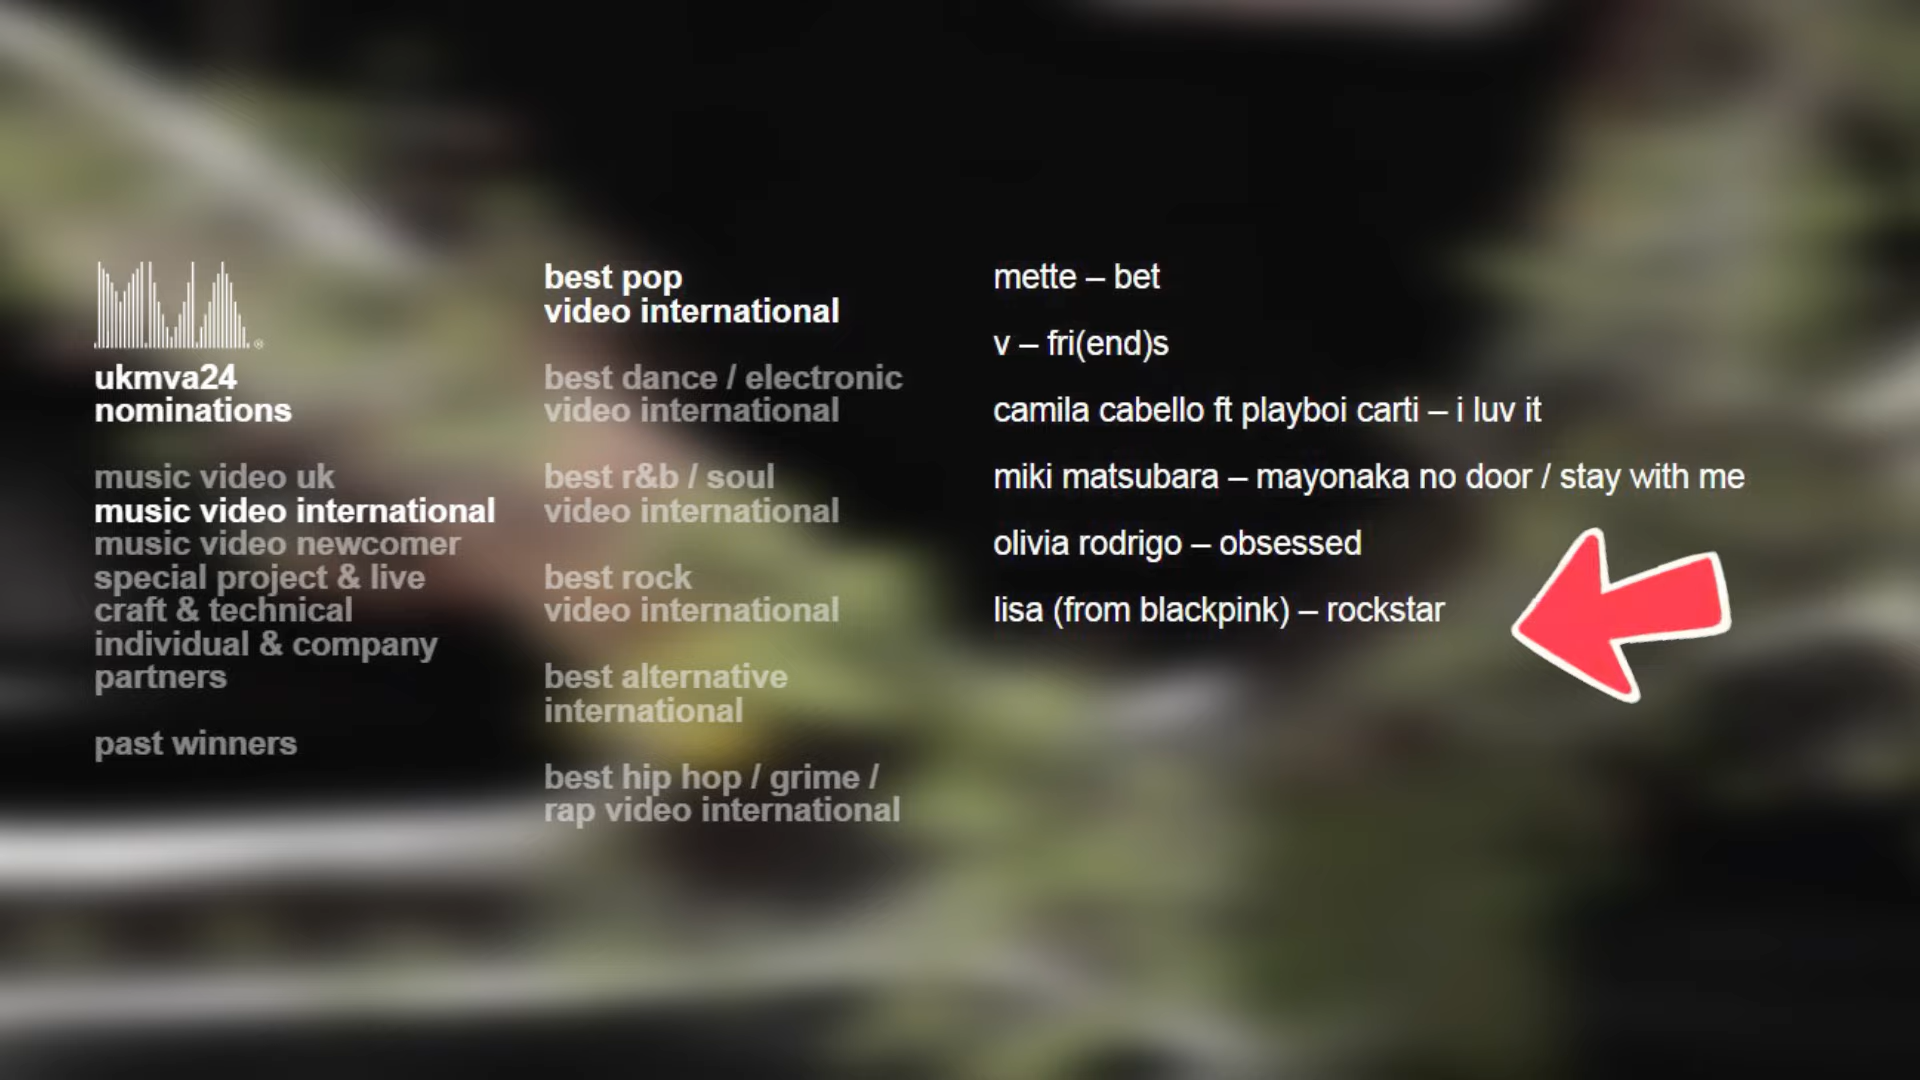 ukmva24
nominations
music video uk
music video international
music video newcomer
special project & live
craft & technical
individual & company
partners
past winners
best pop
video international
best dance / electronic
video international
best r&b / soul
video international
best rock
video international
best alternative
international
best hip hop / grime /
rap video international
mette – bet
v – fri(end)s
camila cabello ft playboi carti – i luv it
miki matsubara – mayonaka no door / stay with me
olivia rodrigo – obsessed
lisa (from blackpink) – rockstar